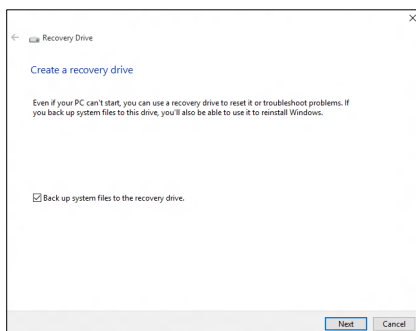 Recovery Drive
Create a recovery drive
Even if your PC can't start, you can use a recovery drive to reset it or troubleshoot problems. If
you back up system files to this drive, you'll also be able to use it to reinstall Windows.
Back up system files to the recovery drive.
Next Cancel